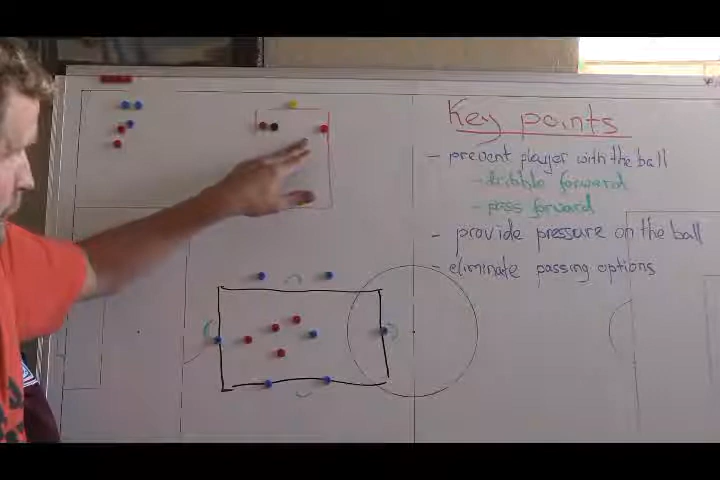 Key points
- prevent player with the ball
- dribble forward
- pass forward
- provide pressure on the ball
- eliminate passing options